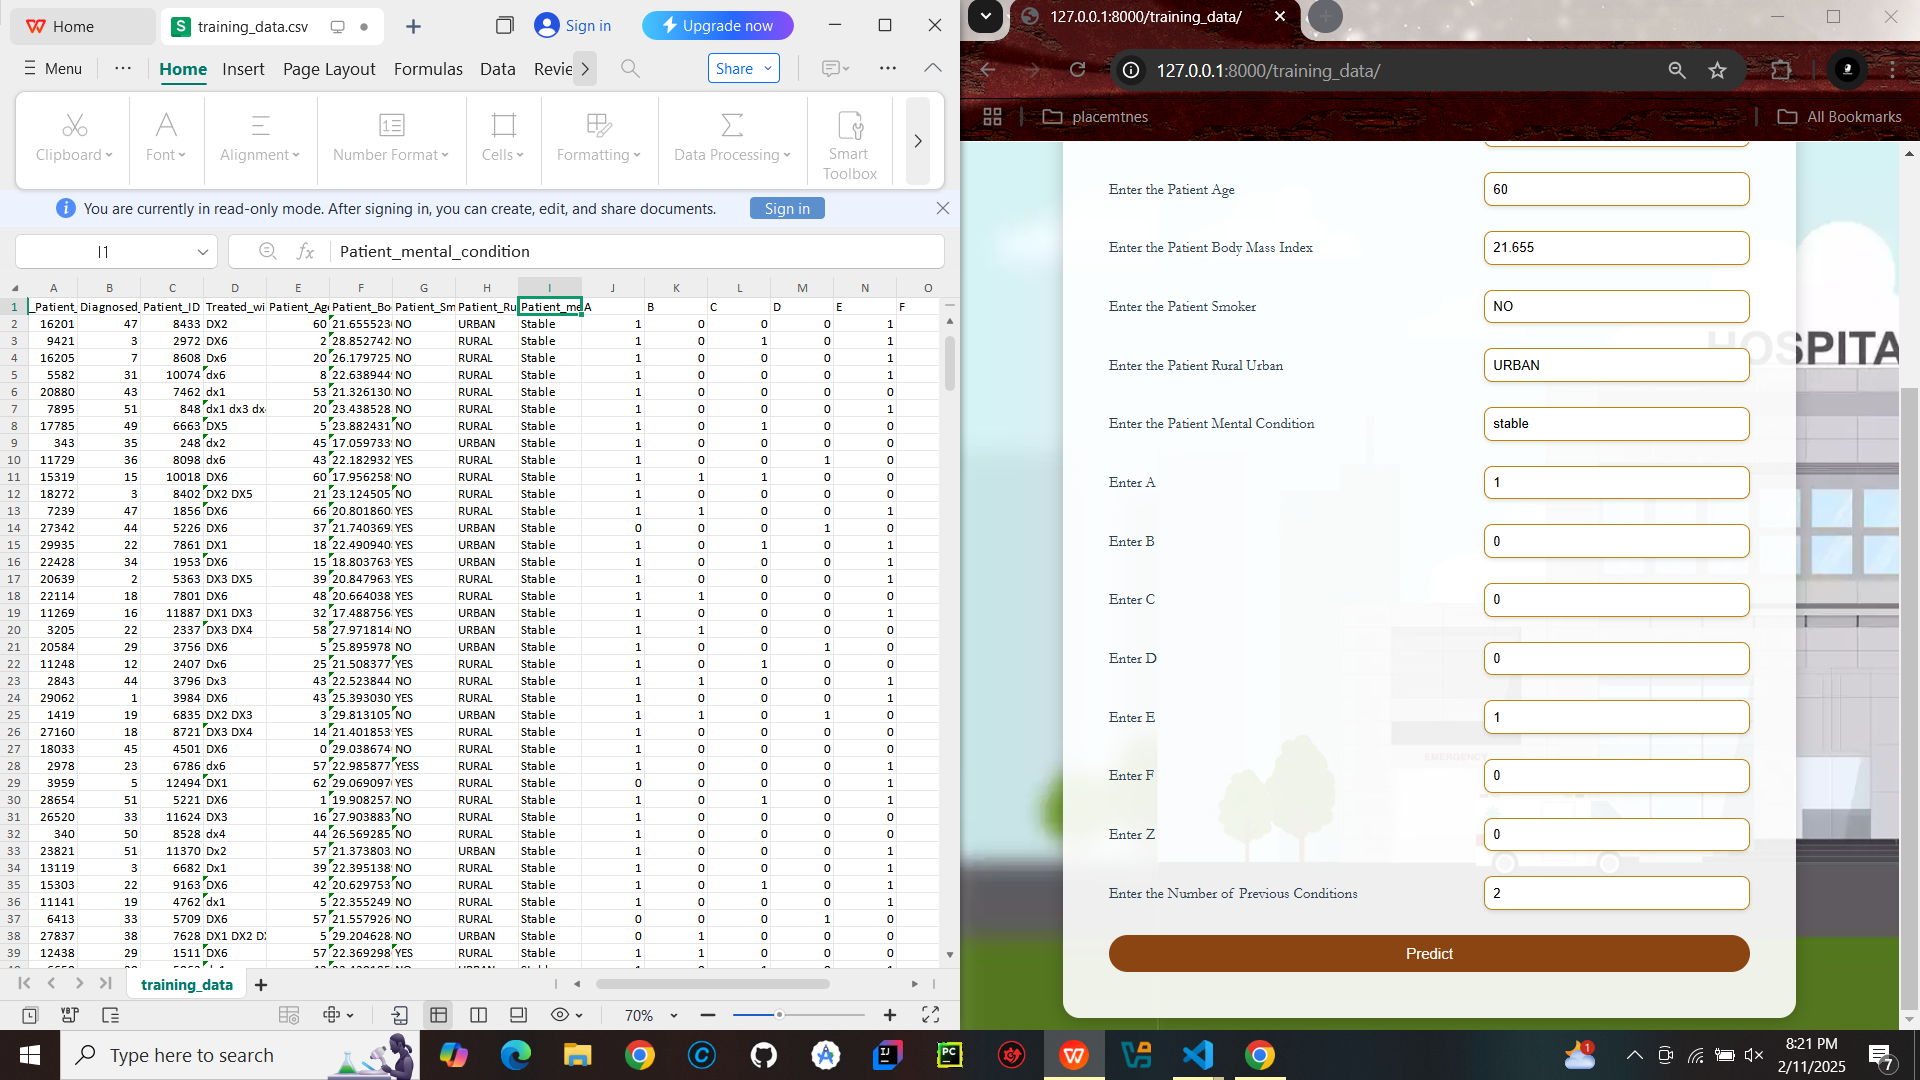 Home
training_data.csv
Sign in
Upgrade now
Menu
Home Insert Page Layout Formulas Data Revie
Share
Clipboard
Font
Alignment
Number Format
Cells
Formatting
Data Processing
Smart
Toolbox
You are currently in read-only mode. After signing in, you can create, edit, and share documents.
Sign in
I1
fx
Patient_mental_condition
A B C D E F G H I J K L M N O
1 _Patient_ Diagnosed_ Patient_ID Treated_wi Patient_Ag Patient_Bo Patient_Sm Patient_Ru Patient_me A B C D E F
2 16201 47 8433 DX2 60 21.655523 NO URBAN Stable 1 0 0 0 1
3 9421 3 2972 DX6 2 28.852742 NO RURAL Stable 1 0 1 0 1
4 16205 7 8608 Dx6 20 26.179725 NO RURAL Stable 1 0 0 0 1
5 5582 31 10074 dx6 8 22.638944 NO RURAL Stable 1 0 0 0 1
6 20880 43 7462 dx1 53 21.326130 NO RURAL Stable 1 0 0 0 0
7 7895 51 848 dx1 dx3 dx 20 23.438528 NO RURAL Stable 1 0 0 0 1
8 17785 49 6663 DX5 5 23.882431 NO RURAL Stable 1 0 1 0 0
9 343 35 248 dx2 45 17.059733 NO URBAN Stable 1 0 0 0 0
10 11729 36 8098 dx6 43 22.182932 YES RURAL Stable 1 0 0 1 0
11 15319 15 10018 DX6 60 17.956258 NO RURAL Stable 1 1 1 0 0
12 18272 3 8402 DX2 DX5 21 23.124505 NO RURAL Stable 1 0 0 0 0
13 7239 47 1856 DX6 66 20.801860 YES RURAL Stable 1 1 0 0 1
14 27342 44 5226 DX6 37 21.740369 YES URBAN Stable 0 0 0 1 0
15 29935 22 7861 DX1 18 22.490940 YES URBAN Stable 1 0 1 0 1
16 22428 34 1953 DX6 15 18.803763 YES URBAN Stable 1 0 0 0 1
17 20639 2 5363 DX3 DX5 39 20.847963 YES RURAL Stable 1 0 0 0 1
18 22114 18 7801 DX6 48 20.664038 YES RURAL Stable 1 1 0 0 0
19 11269 16 11887 DX1 DX3 32 17.488756 YES URBAN Stable 1 0 0 0 1
20 3205 22 2337 DX3 DX4 58 27.971814 NO URBAN Stable 1 1 0 0 0
21 20584 29 3756 DX6 5 25.895978 NO URBAN Stable 1 0 0 1 0
22 11248 12 2407 Dx6 25 21.508377 YES RURAL Stable 1 0 1 0 0
23 2843 44 3796 Dx3 43 22.523844 NO RURAL Stable 1 1 0 0 1
24 29062 1 3984 DX6 43 25.393030 YES RURAL Stable 1 0 0 0 1
25 1419 19 6835 DX2 DX3 3 29.813105 NO URBAN Stable 1 1 0 1 0
26 27160 18 8721 DX3 DX4 14 21.401853 YES RURAL Stable 1 0 0 0 1
27 18033 45 4501 DX6 0 29.038674 NO RURAL Stable 1 0 0 0 0
28 2978 23 6786 dx6 57 22.985877 YESS RURAL Stable 1 0 0 0 1
29 3959 5 12494 DX1 62 29.069097 YES RURAL Stable 0 0 0 0 1
30 28654 51 5221 DX6 1 19.908257 NO RURAL Stable 1 0 1 0 1
31 26520 33 11624 DX3 16 27.903883 NO RURAL Stable 1 0 0 0 1
32 340 50 8528 dx4 44 26.569285 NO RURAL Stable 1 0 0 0 0
33 23821 51 11370 Dx2 57 21.373803 NO URBAN Stable 1 0 0 0 1
34 13119 3 6682 Dx1 39 22.395138 NO RURAL Stable 1 0 0 0 1
35 15303 22 9163 DX6 42 20.629753 NO RURAL Stable 1 0 1 0 1
36 11141 19 4762 dx1 5 22.355249 NO RURAL Stable 1 0 0 0 0
37 6413 33 5709 DX6 57 21.557926 NO RURAL Stable 0 0 0 1 0
38 27837 38 7628 DX1 DX2 D 5 29.204628 NO URBAN Stable 0 1 0 0 0
39 12438 29 1511 DX6 57 22.369298 YES RURAL Stable 1 1 0 0 0
training_data
70%
127.0.0.1:8000/training_data/
127.0.0.1:8000/training_data/
placemtnes
All Bookmarks
Enter the Patient Age 60
Enter the Patient Body Mass Index 21.655
Enter the Patient Smoker NO
HOSPITA
Enter the Patient Rural Urban URBAN
Enter the Patient Mental Condition stable
Enter A 1
Enter B 0
Enter C 0
Enter D 0
Enter E 1
EMERGENCY
Enter F 0
Enter Z 0
Enter the Number of Previous Conditions 2
Predict
Type here to search
1
8:21 PM
2/11/2025
7